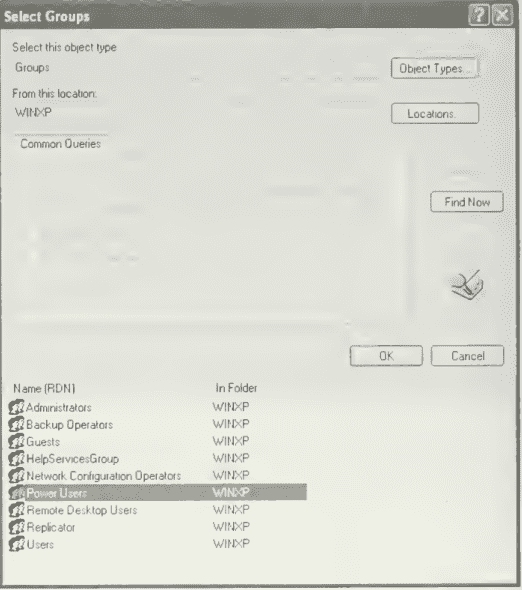 Select Groups
Select this object type
Groups
Object Types...
From this location:
WINXP
Locations...
Common Queries
Find Now
OK
Cancel
Name (RDN) In Folder
Administrators WINXP
Backup Operators WINXP
Guests WINXP
HelpServicesGroup WINXP
Network Configuration Operators WINXP
Power Users WINXP
Remote Desktop Users WINXP
Replicator WINXP
Users WINXP